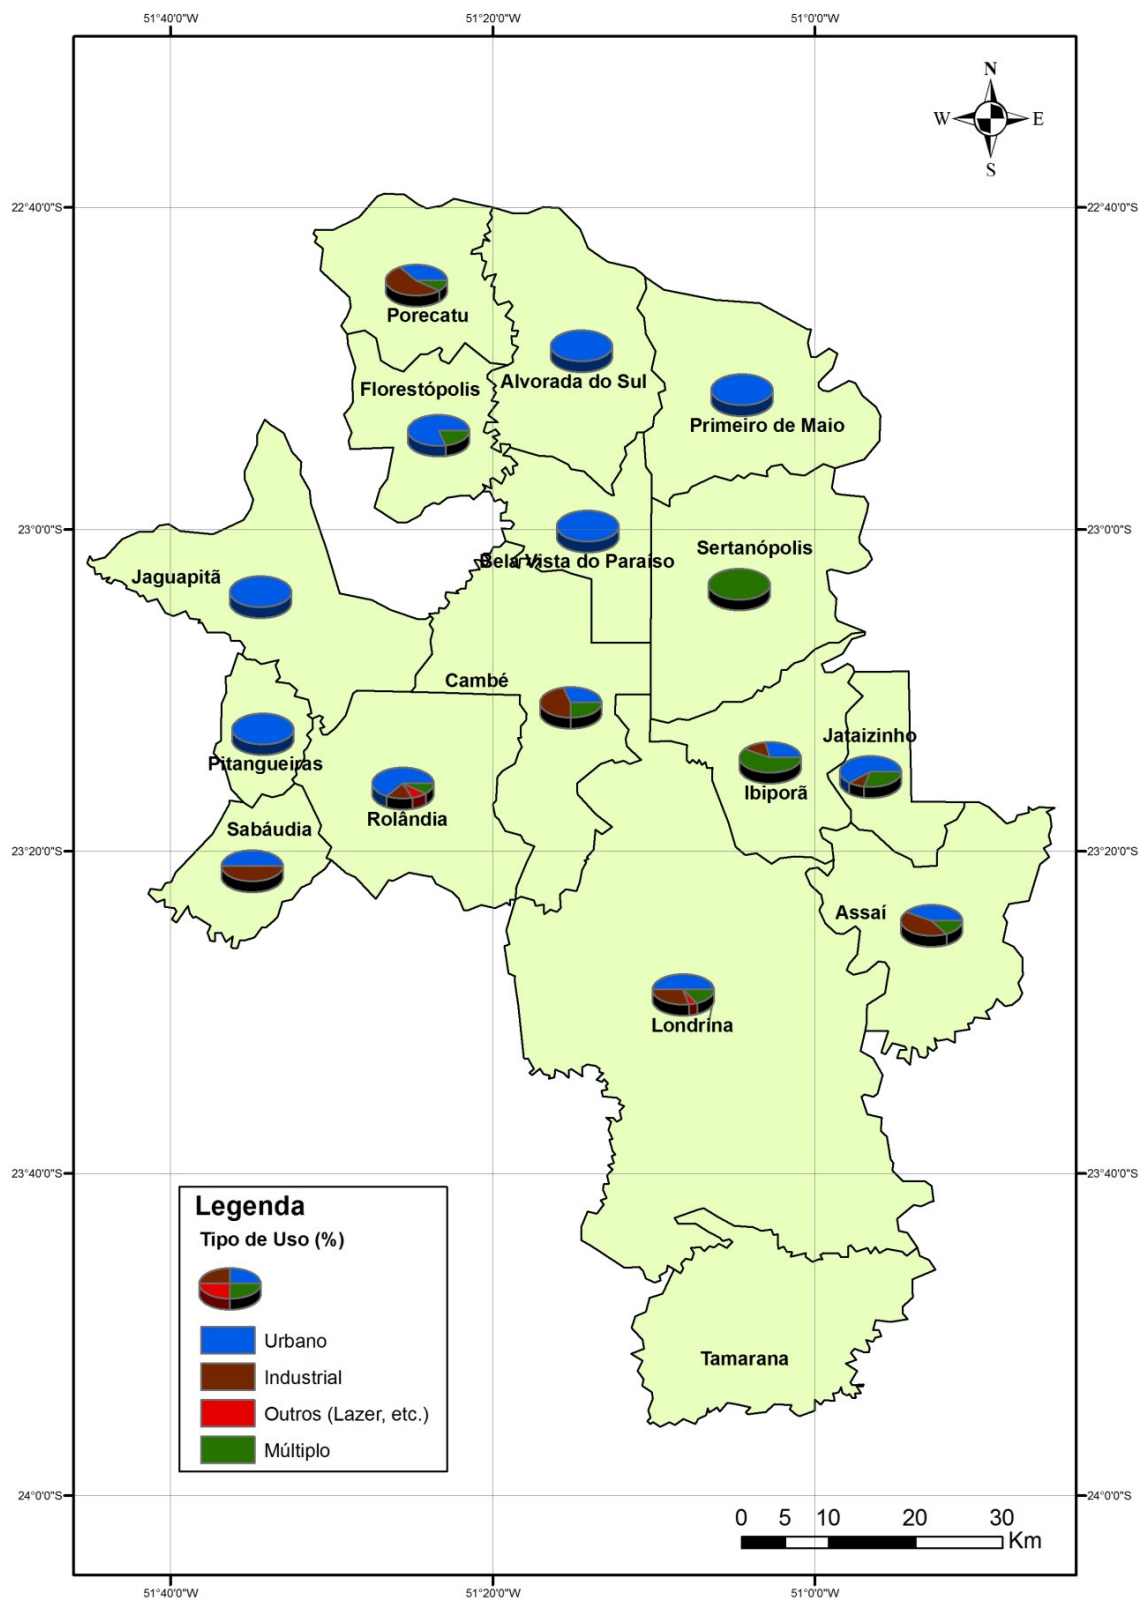 51°40'0"W 51°20'0"W 51°0'0"W
N
W E
S
22°40'0"S 22°40'0"S
Porecatu
Alvorada do Sul
Florestópolis
Primeiro de Maio
23°0'0"S 23°0'0"S
Sertanópolis
Bela Vista do Paraíso
Jaguapitã
Cambé
Jataizinho
Pitangueiras
Ibiporã
Rolândia
Sabáudia
23°20'0"S 23°20'0"S
Assaí
Londrina
23°40'0"S 23°40'0"S
Legenda
Tipo de Uso (%)
Urbano
Industrial
Outros (Lazer, etc.)
Múltiplo
Tamarana
24°0'0"S 24°0'0"S
0 5 10 20 30
Km
51°40'0"W 51°20'0"W 51°0'0"W